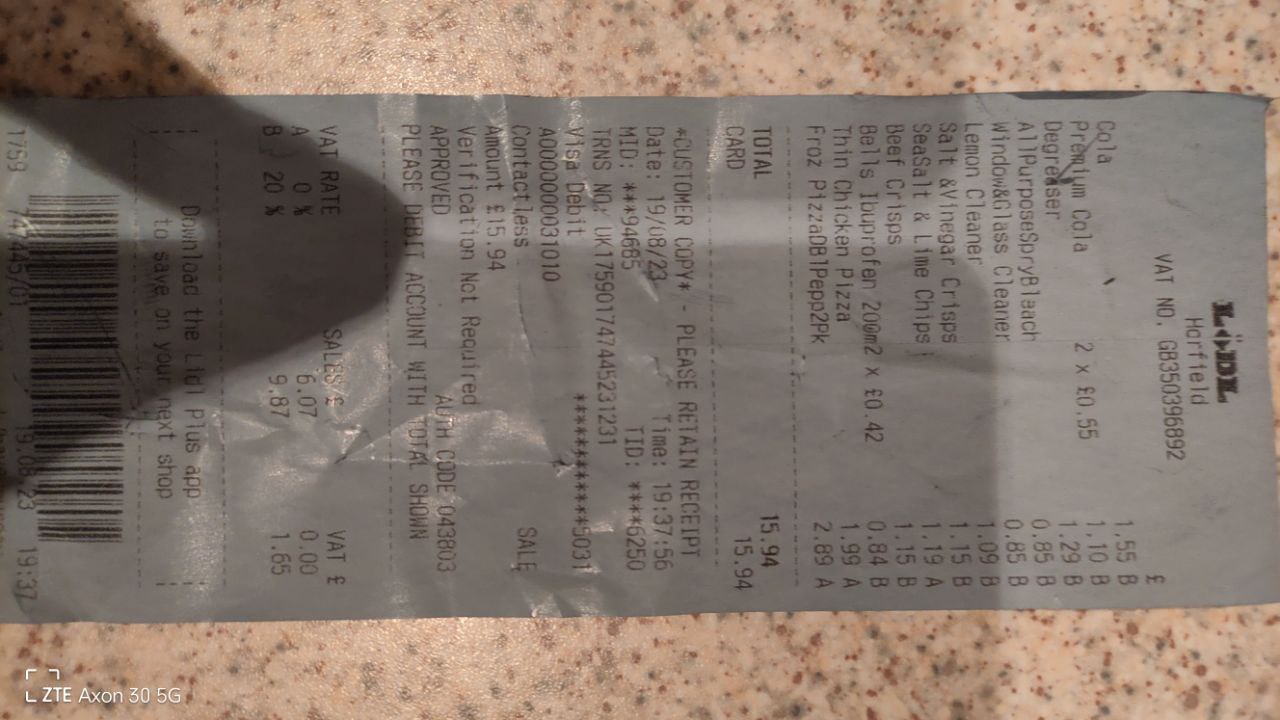 LIDL
Horfield
VAT NO. GB350396892
£
Cola 1.55 B
Premium Cola 2 x £0.55 1.10 B
Degreaser 1.29 B
AllPurposeSpryBleach 0.85 B
Window&Glass Cleaner 0.85 B
Lemon Cleaner 1.09 B
Salt &Vinegar Crisps 1.15 B
SeaSalt & Lime Chips 1.19 A
Beef Crisps 1.15 B
Bells Ibuprofen 200m2 x £0.42 0.84 B
Thin Chicken Pizza 1.99 A
Froz PizzaDBlPepp2Pk 2.89 A
TOTAL 15.94
CARD 15.94
*CUSTOMER COPY* - PLEASE RETAIN RECEIPT
Date: 19/08/23 Time: 19:37:56
MID: ***94665 TID: ****6250
TRNS NO. UK175901747445231231
Visa Debit ************5031
A0000000031010
Contactless SALE
Amount £15.94
Verification Not Required
APPROVED AUTH CODE 043803
PLEASE DEBIT ACCOUNT WITH TOTAL SHOWN
VAT RATE SALES £ VAT £
A 0 % 6.07 0.00
B 20 % 9.87 1.65
Download the Lidl Plus app
to save on your next shop
1759 19.08.23 19:37
ZTE Axon 30 5G